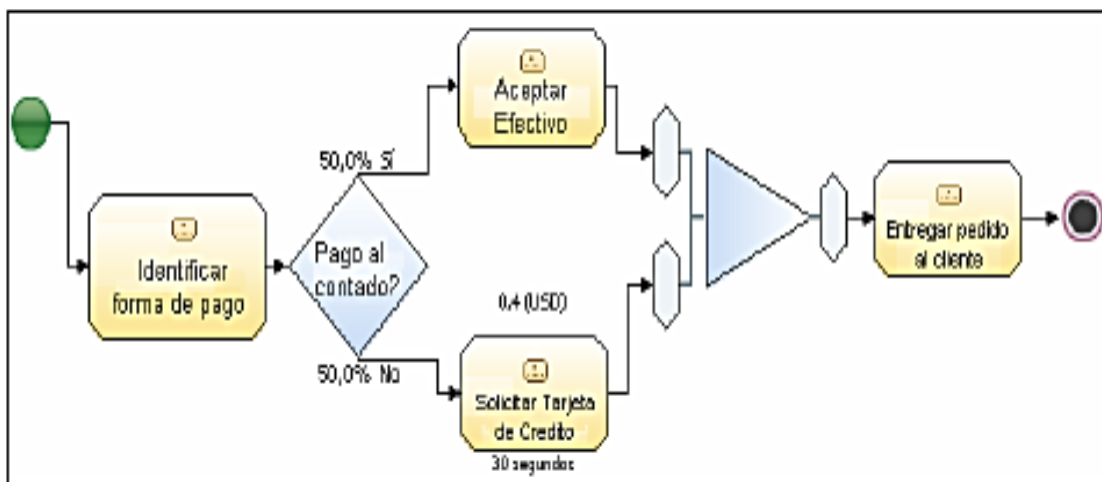 Identificar
forma de pago
50,0% Sí
Pago al
contado?
50,0% No
Aceptar
Efectivo
0.4 (USD)
Solicitar Tarjeta
de Credito
30 segundos
Entregar pedido
al cliente